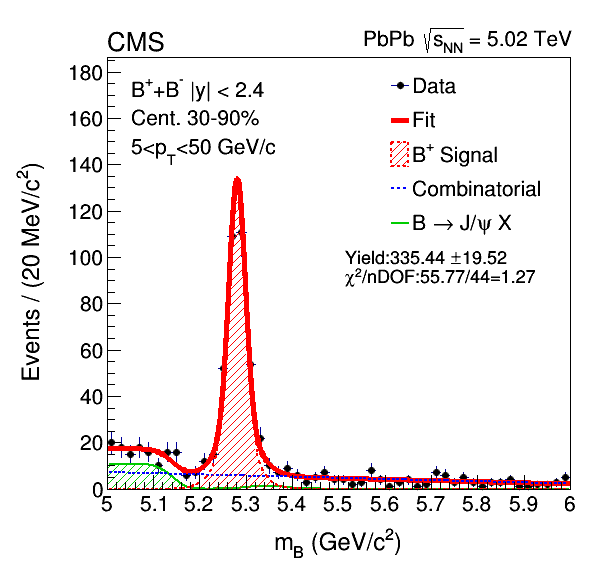 CMS
PbPb √s_NN = 5.02 TeV
B⁺+B⁻ |y| < 2.4
Cent. 30-90%
5<p_T<50 GeV/c
Data
Fit
B⁺ Signal
Combinatorial
B → J/ψ X
Yield:335.44 ±19.52
χ²/nDOF:55.77/44=1.27
Events / (20 MeV/c²)
180
160
140
120
100
80
60
40
20
0
5 5.1 5.2 5.3 5.4 5.5 5.6 5.7 5.8 5.9 6
m_B (GeV/c²)